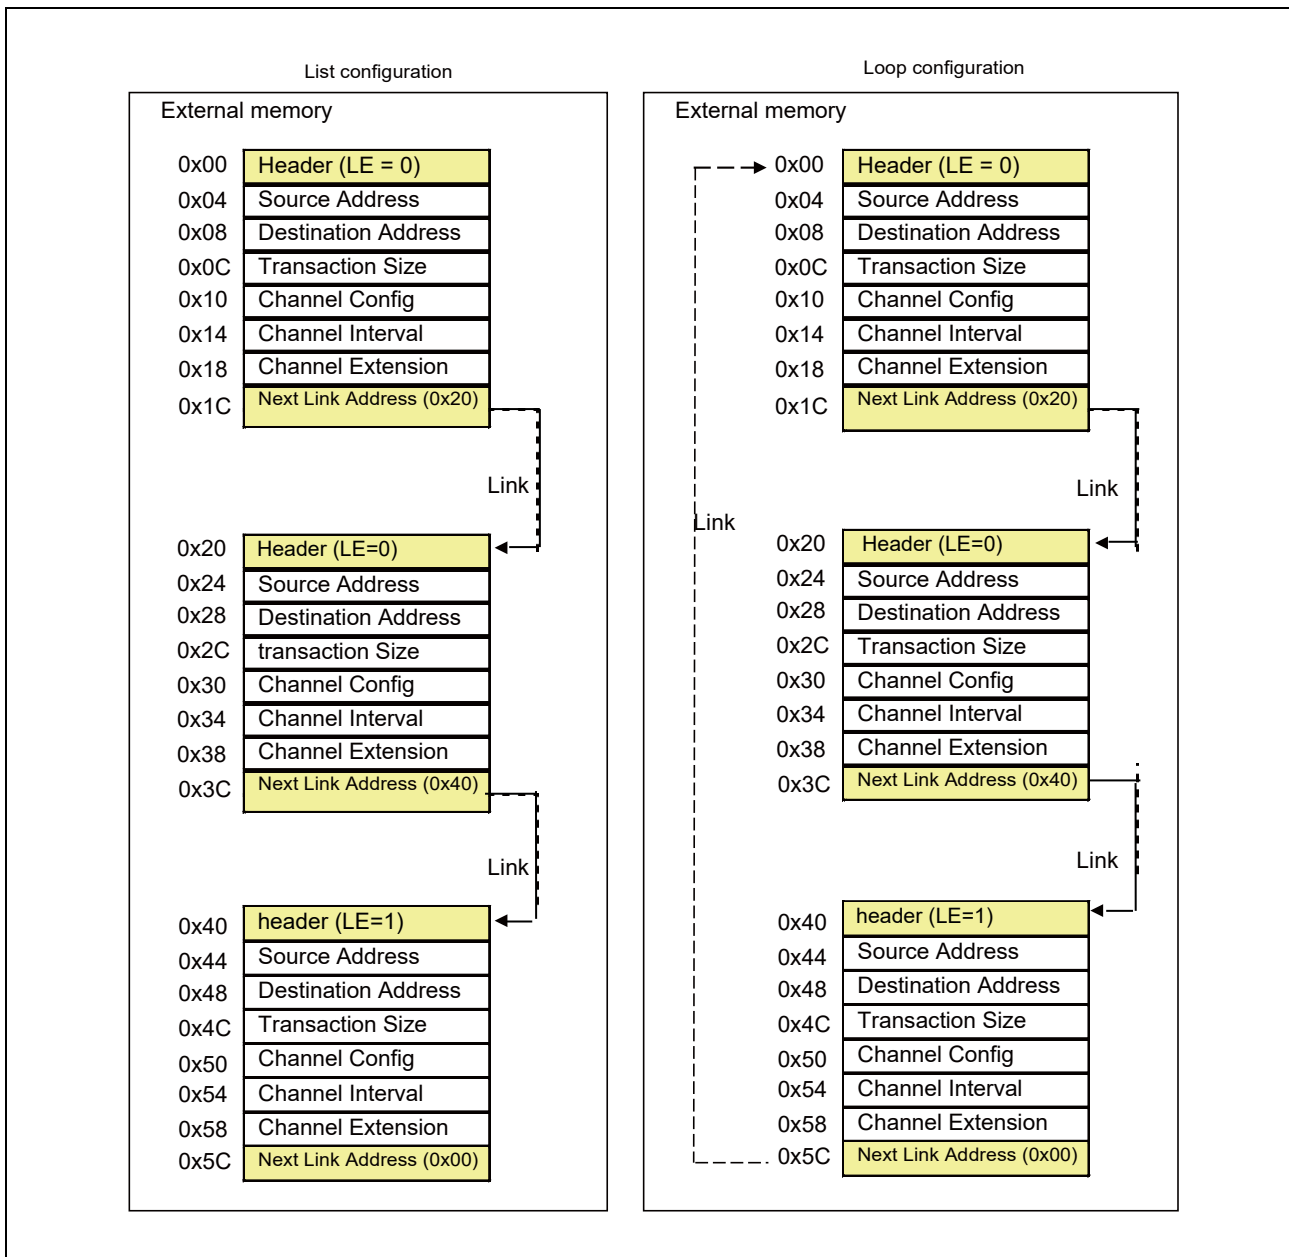 List configuration
External memory
0x00 Header (LE = 0)
0x04 Source Address
0x08 Destination Address
0x0C Transaction Size
0x10 Channel Config
0x14 Channel Interval
0x18 Channel Extension
0x1C Next Link Address (0x20)
Link
0x20 Header (LE=0)
0x24 Source Address
0x28 Destination Address
0x2C transaction Size
0x30 Channel Config
0x34 Channel Interval
0x38 Channel Extension
0x3C Next Link Address (0x40)
Link
0x40 header (LE=1)
0x44 Source Address
0x48 Destination Address
0x4C Transaction Size
0x50 Channel Config
0x54 Channel Interval
0x58 Channel Extension
0x5C Next Link Address (0x00)
Loop configuration
External memory
0x00 Header (LE = 0)
0x04 Source Address
0x08 Destination Address
0x0C Transaction Size
0x10 Channel Config
0x14 Channel Interval
0x18 Channel Extension
0x1C Next Link Address (0x20)
Link
Link
0x20 Header (LE=0)
0x24 Source Address
0x28 Destination Address
0x2C Transaction Size
0x30 Channel Config
0x34 Channel Interval
0x38 Channel Extension
0x3C Next Link Address (0x40)
Link
0x40 header (LE=1)
0x44 Source Address
0x48 Destination Address
0x4C Transaction Size
0x50 Channel Config
0x54 Channel Interval
0x58 Channel Extension
0x5C Next Link Address (0x00)